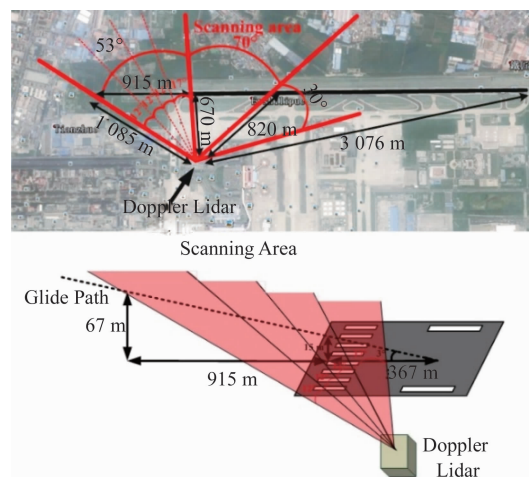 Scanning area
70°
53°
30°
915 m
670 m
820 m
1 085 m
3 076 m
Doppler Lidar
Scanning Area
Glide Path
67 m
15
915 m
367 m
Doppler
Lidar